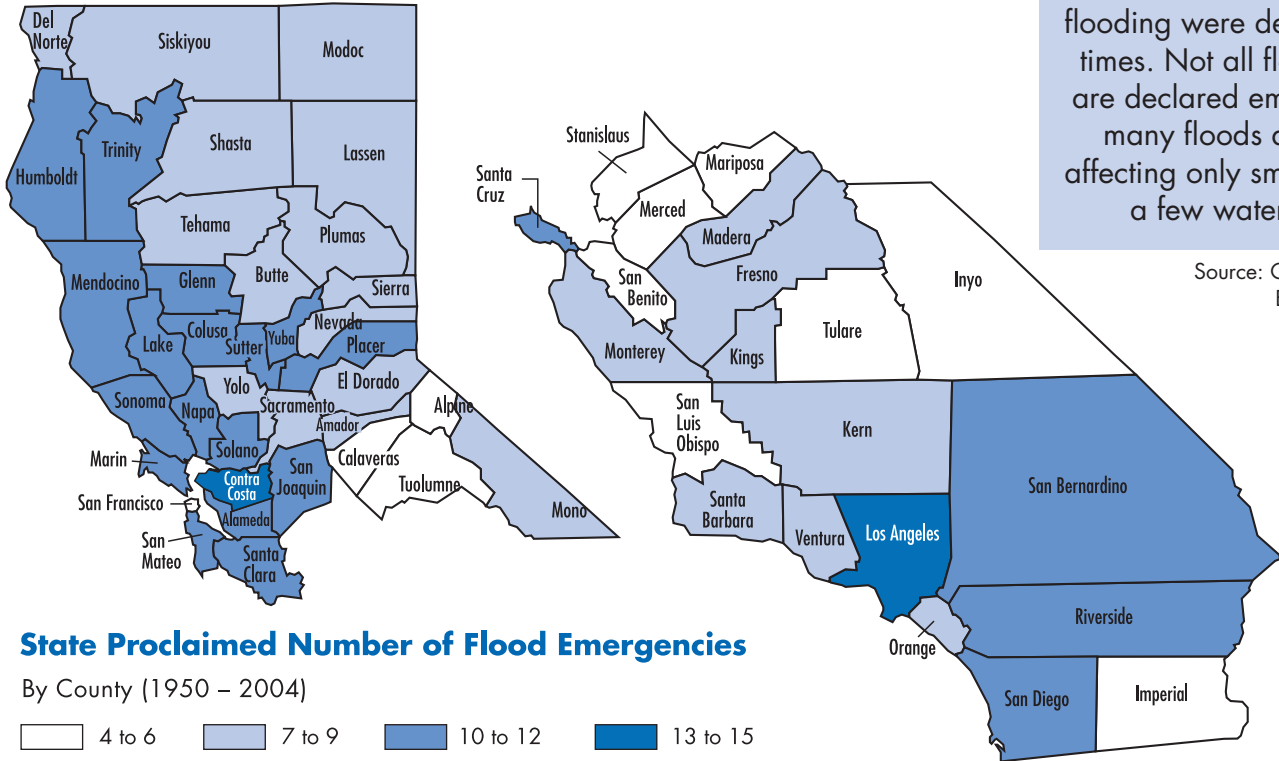 Del
Norte
Siskiyou
Modoc
Humboldt
Trinity
Shasta
Lassen
Tehama
Plumas
Mendocino
Glenn
Butte
Sierra
Lake
Colusa
Sutter
Yuba
Nevada
Placer
Sonoma
Napa
Yolo
El Dorado
Sacramento
Amador
Alpine
Solano
Marin
Contra
Costa
San
Joaquin
Calaveras
Tuolumne
Mono
San Francisco
Alameda
San
Mateo
Santa
Clara
Stanislaus
Mariposa
Santa
Cruz
Merced
Madera
San
Benito
Fresno
Inyo
Monterey
Kings
Tulare
San
Luis
Obispo
Kern
Santa
Barbara
Ventura
Los Angeles
San Bernardino
Orange
Riverside
San Diego
Imperial
flooding were de
times. Not all fl
are declared em
many floods
affecting only sm
a few water
Source:
State Proclaimed Number of Flood Emergencies
By County (1950 – 2004)
4 to 6
7 to 9
10 to 12
13 to 15